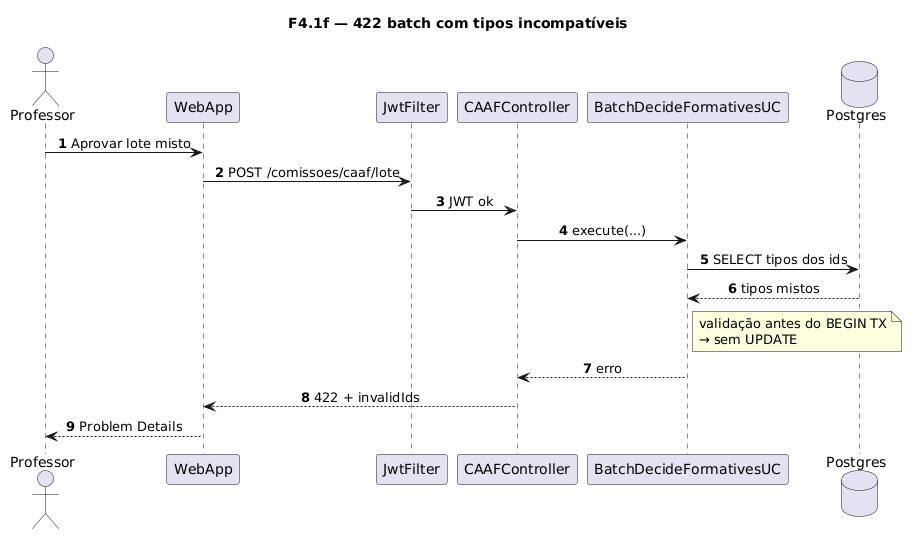 F4.1f — 422 batch com tipos incompatíveis
Professor
WebApp
JwtFilter
CAAFController
BatchDecideFormativesUC
Postgres
1 Aprovar lote misto
2 POST /comissoes/caaf/lote
3 JWT ok
4 execute(...)
5 SELECT tipos dos ids
6 tipos mistos
validação antes do BEGIN TX
→ sem UPDATE
7 erro
8 422 + invalidIds
9 Problem Details
Professor
WebApp
JwtFilter
CAAFController
BatchDecideFormativesUC
Postgres